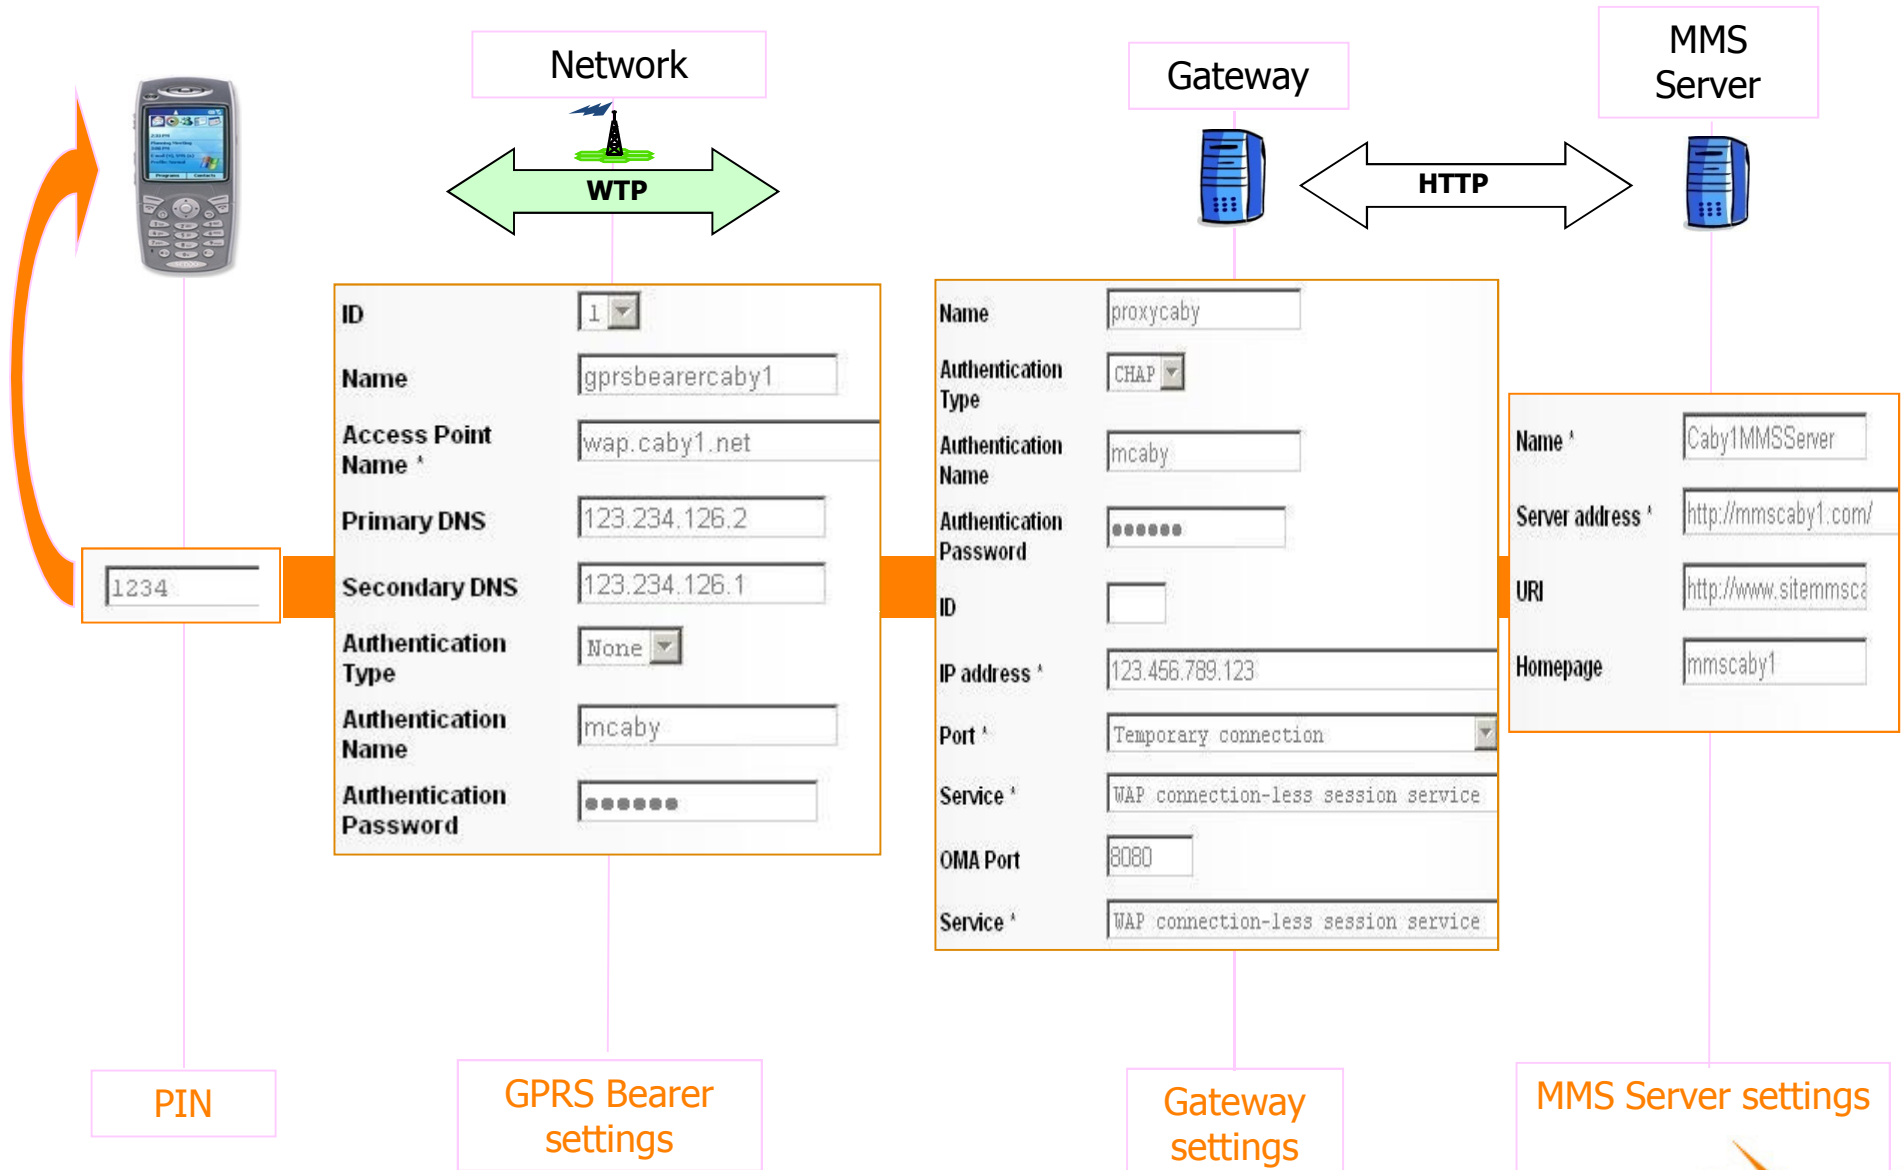 Network
Gateway
MMS
Server
WTP
HTTP
Programs
Contacts
1234
ID
1
Name
gprsbearercaby1
Access Point
Name *
wap.caby1.net
Primary DNS
123.234.126.2
Secondary DNS
123.234.126.1
Authentication
Type
None
Authentication
Name
mcaby
Authentication
Password
●●●●●●
Name
proxycaby
Authentication
Type
CHAP
Authentication
Name
mcaby
Authentication
Password
●●●●●●
ID
IP address *
123.456.789.123
Port *
Temporary connection
Service *
WAP connection-less session service
OMA Port
8080
Service *
WAP connection-less session service
Name *
Caby1MMSServer
Server address *
http://mmscaby1.com/
URI
http://www.sitemmsca
Homepage
mmscaby1
PIN
GPRS Bearer
settings
Gateway
settings
MMS Server settings